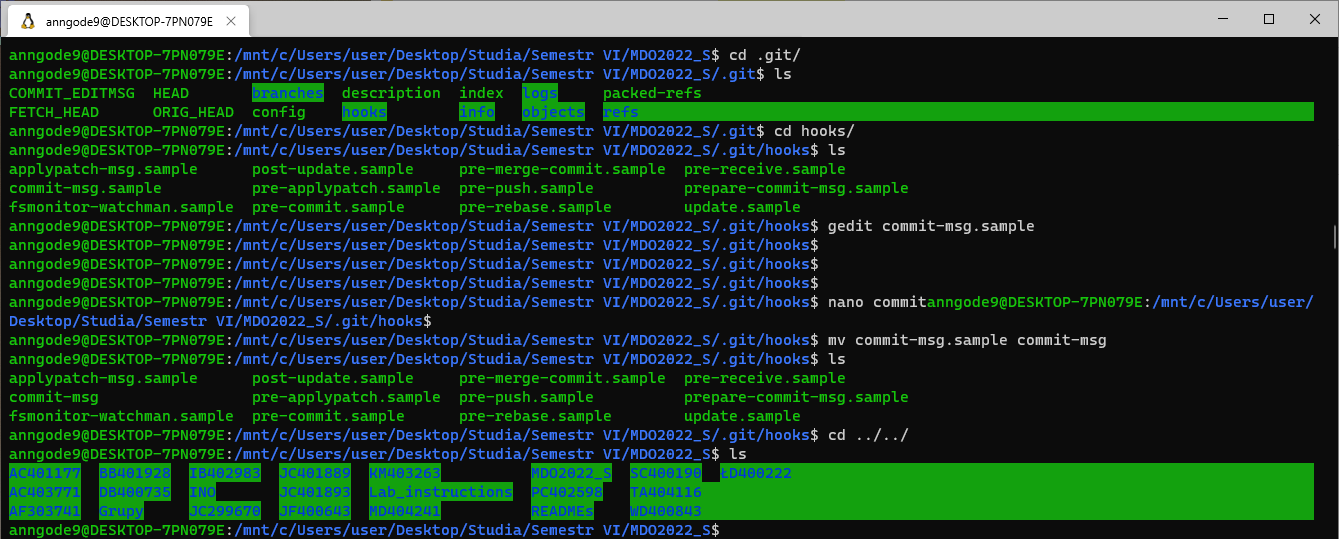 anngode9@DESKTOP-7PN079E
anngode9@DESKTOP-7PN079E:/mnt/c/Users/user/Desktop/Studia/Semestr VI/MDO2022_S$ cd .git/
anngode9@DESKTOP-7PN079E:/mnt/c/Users/user/Desktop/Studia/Semestr VI/MDO2022_S/.git$ ls
COMMIT_EDITMSG  HEAD       branches  description  index  logs     packed-refs
FETCH_HEAD      ORIG_HEAD  config    hooks        info   objects  refs
anngode9@DESKTOP-7PN079E:/mnt/c/Users/user/Desktop/Studia/Semestr VI/MDO2022_S/.git$ cd hooks/
anngode9@DESKTOP-7PN079E:/mnt/c/Users/user/Desktop/Studia/Semestr VI/MDO2022_S/.git/hooks$ ls
applypatch-msg.sample      post-update.sample     pre-merge-commit.sample  pre-receive.sample
commit-msg.sample          pre-applypatch.sample  pre-push.sample          prepare-commit-msg.sample
fsmonitor-watchman.sample  pre-commit.sample      pre-rebase.sample        update.sample
anngode9@DESKTOP-7PN079E:/mnt/c/Users/user/Desktop/Studia/Semestr VI/MDO2022_S/.git/hooks$ gedit commit-msg.sample
anngode9@DESKTOP-7PN079E:/mnt/c/Users/user/Desktop/Studia/Semestr VI/MDO2022_S/.git/hooks$
anngode9@DESKTOP-7PN079E:/mnt/c/Users/user/Desktop/Studia/Semestr VI/MDO2022_S/.git/hooks$
anngode9@DESKTOP-7PN079E:/mnt/c/Users/user/Desktop/Studia/Semestr VI/MDO2022_S/.git/hooks$
anngode9@DESKTOP-7PN079E:/mnt/c/Users/user/Desktop/Studia/Semestr VI/MDO2022_S/.git/hooks$ nano commitanngode9@DESKTOP-7PN079E:/mnt/c/Users/user/
Desktop/Studia/Semestr VI/MDO2022_S/.git/hooks$
anngode9@DESKTOP-7PN079E:/mnt/c/Users/user/Desktop/Studia/Semestr VI/MDO2022_S/.git/hooks$ mv commit-msg.sample commit-msg
anngode9@DESKTOP-7PN079E:/mnt/c/Users/user/Desktop/Studia/Semestr VI/MDO2022_S/.git/hooks$ ls
applypatch-msg.sample      post-update.sample     pre-merge-commit.sample  pre-receive.sample
commit-msg                 pre-applypatch.sample  pre-push.sample          prepare-commit-msg.sample
fsmonitor-watchman.sample  pre-commit.sample      pre-rebase.sample        update.sample
anngode9@DESKTOP-7PN079E:/mnt/c/Users/user/Desktop/Studia/Semestr VI/MDO2022_S/.git/hooks$ cd ../../
anngode9@DESKTOP-7PN079E:/mnt/c/Users/user/Desktop/Studia/Semestr VI/MDO2022_S$ ls
AC401177  BB401928  IB402983  JC401889  KM403263          MDO2022_S  SC400190  ŁD400222
AC403771  DB400735  INO       JC401893  Lab_instructions  PC402598   TA404116
AF303741  Grupy     JC299670  JF400643  MD404241          READMEs    WD400843
anngode9@DESKTOP-7PN079E:/mnt/c/Users/user/Desktop/Studia/Semestr VI/MDO2022_S$